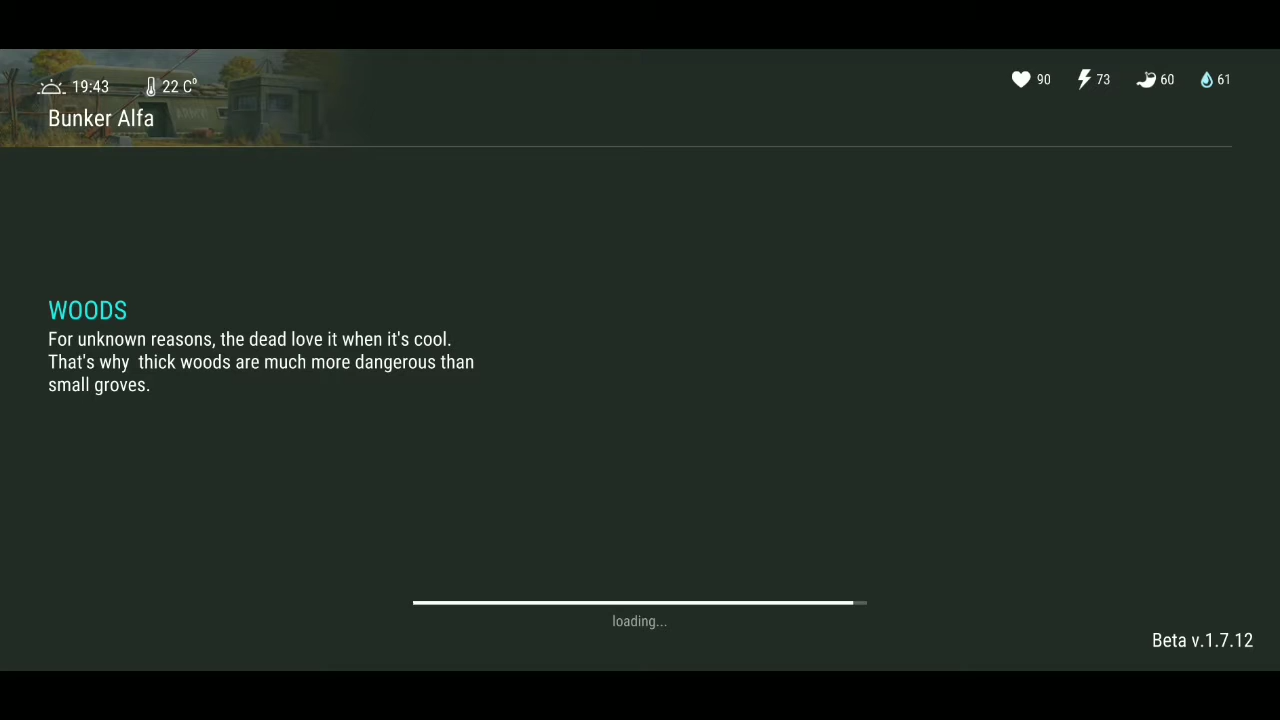 19:43 22 C⁰ 90 73 60 61
Bunker Alfa
WOODS
For unknown reasons, the dead love it when it's cool.
That's why  thick woods are much more dangerous than
small groves.
loading...
Beta v.1.7.12